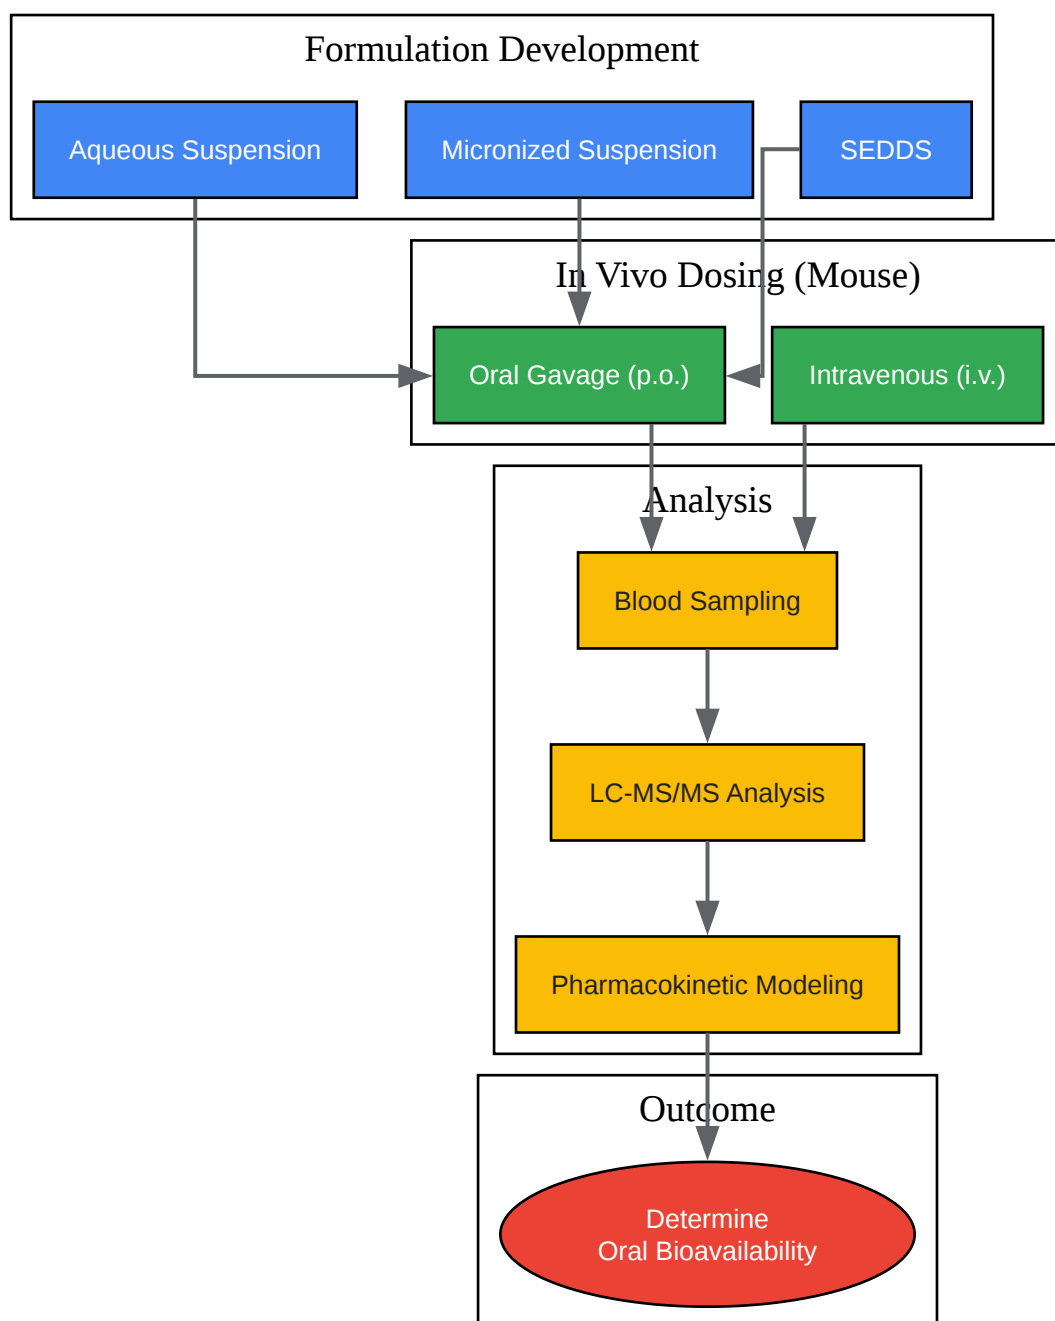 Formulation Development
Aqueous Suspension
Micronized Suspension
SEDDS
In Vivo Dosing (Mouse)
Oral Gavage (p.o.)
Intravenous (i.v.)
Analysis
Blood Sampling
LC-MS/MS Analysis
Pharmacokinetic Modeling
Outcome
Determine
Oral Bioavailability